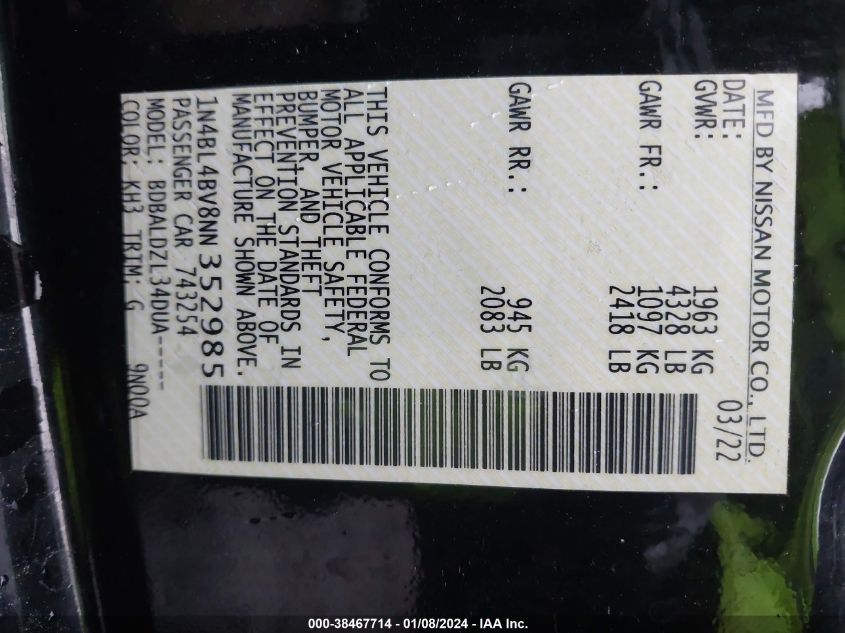 MFD BY NISSAN MOTOR CO., LTD.
DATE: 03/22
GVWR: 1963 KG
4328 LB
GAWR FR.: 1097 KG
2418 LB
GAWR RR.: 945 KG
2083 LB
THIS VEHICLE CONFORMS TO
ALL APPLICABLE FEDERAL
MOTOR VEHICLE SAFETY,
BUMPER, AND THEFT
PREVENTION STANDARDS IN
EFFECT ON THE DATE OF
MANUFACTURE SHOWN ABOVE.
1N4BL4BV8NN352985
PASSENGER CAR 743254
MODEL: BDBALDZL34DUA-----
COLOR: KH3 TRIM: G 9N00A
000-38467714 - 01/08/2024 - IAA Inc.